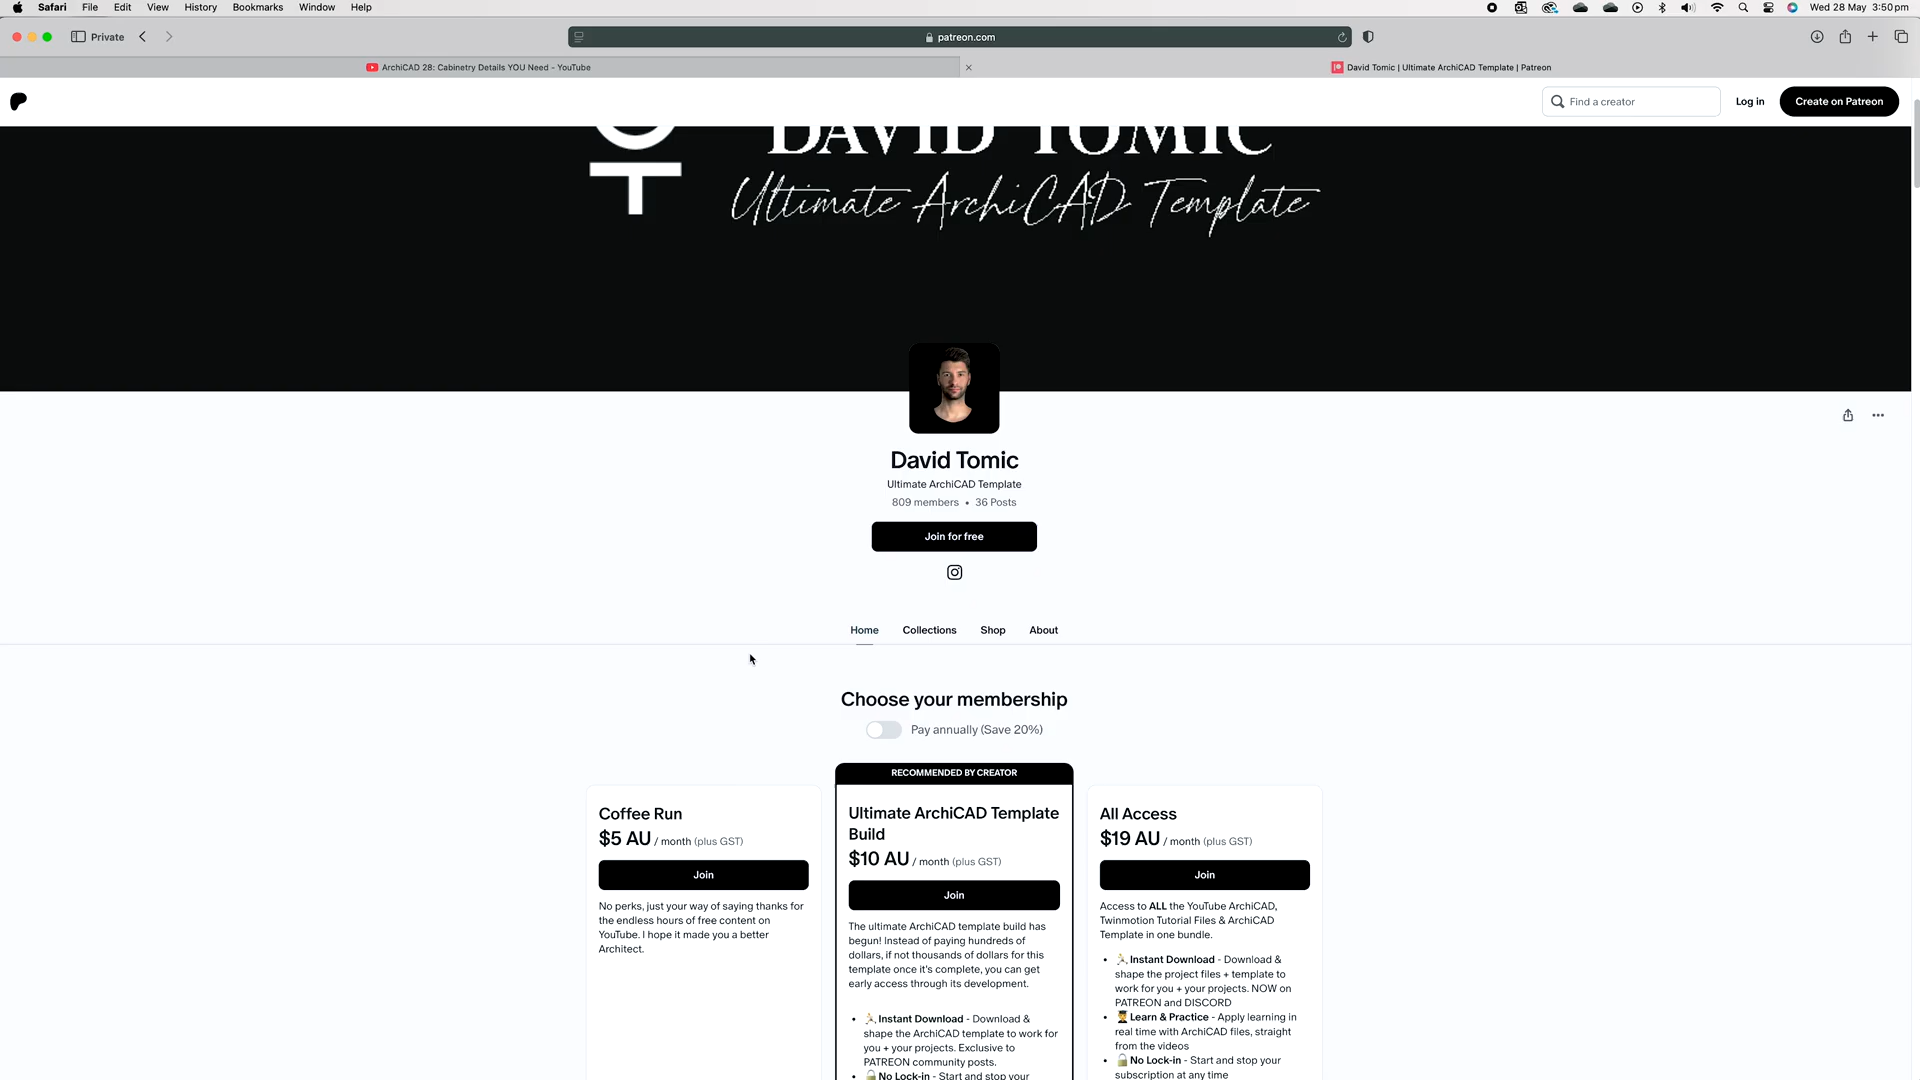 Safari File Edit View History Bookmarks Window Help Wed 28 May 3:50 pm
Private patreon.com
ArchiCAD 28: Cabinetry Details YOU Need - YouTube David Tomic | Ultimate ArchiCAD Template | Patreon
Find a creator Log in Create on Patreon
DAVID TOMIC
Ultimate ArchiCAD Template
David Tomic
Ultimate ArchiCAD Template
809 members • 36 Posts
Join for free
Home Collections Shop About
Choose your membership
Pay annually (Save 20%)
RECOMMENDED BY CREATOR
Coffee Run
$5 AU / month (plus GST)
Join
No perks, just your way of saying thanks for
the endless hours of free content on
YouTube. I hope it made you a better
Architect.
Ultimate ArchiCAD Template
Build
$10 AU / month (plus GST)
Join
The ultimate ArchiCAD template build has
begun! Instead of paying hundreds of
dollars, if not thousands of dollars for this
template once it's complete, you can get
early access through its development.
• Instant Download - Download &
shape the ArchiCAD template to work for
you + your projects. Exclusive to
PATREON community posts.
• No Lock-in - Start and stop your
All Access
$19 AU / month (plus GST)
Join
Access to ALL the YouTube ArchiCAD,
Twinmotion Tutorial Files & ArchiCAD
Template in one bundle.
• Instant Download - Download &
shape the project files + template to
work for you + your projects. NOW on
PATREON and DISCORD
• Learn & Practice - Apply learning in
real time with ArchiCAD files, straight
from the videos
• No Lock-in - Start and stop your
subscription at any time